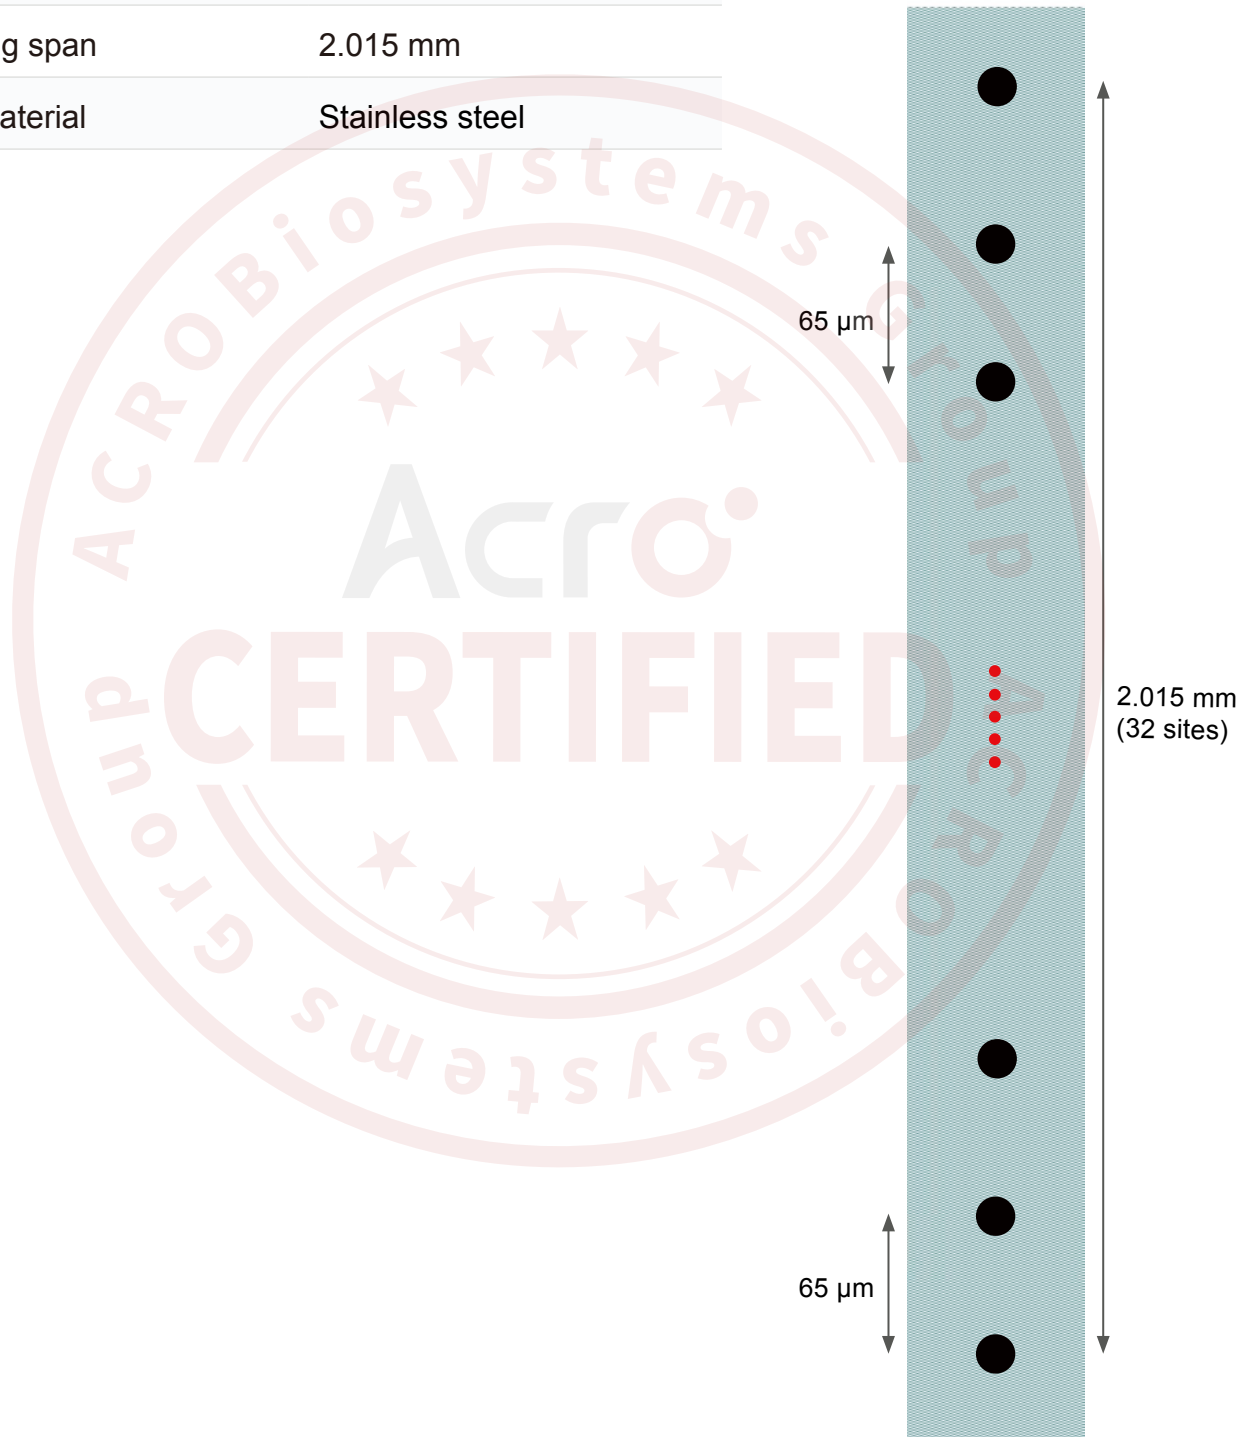 g span 2.015 mm
aterial Stainless steel
65 µm
2.015 mm
(32 sites)
65 µm
ACROBiosystems Group ACROBiosystems Group
Acro
CERTIFIED